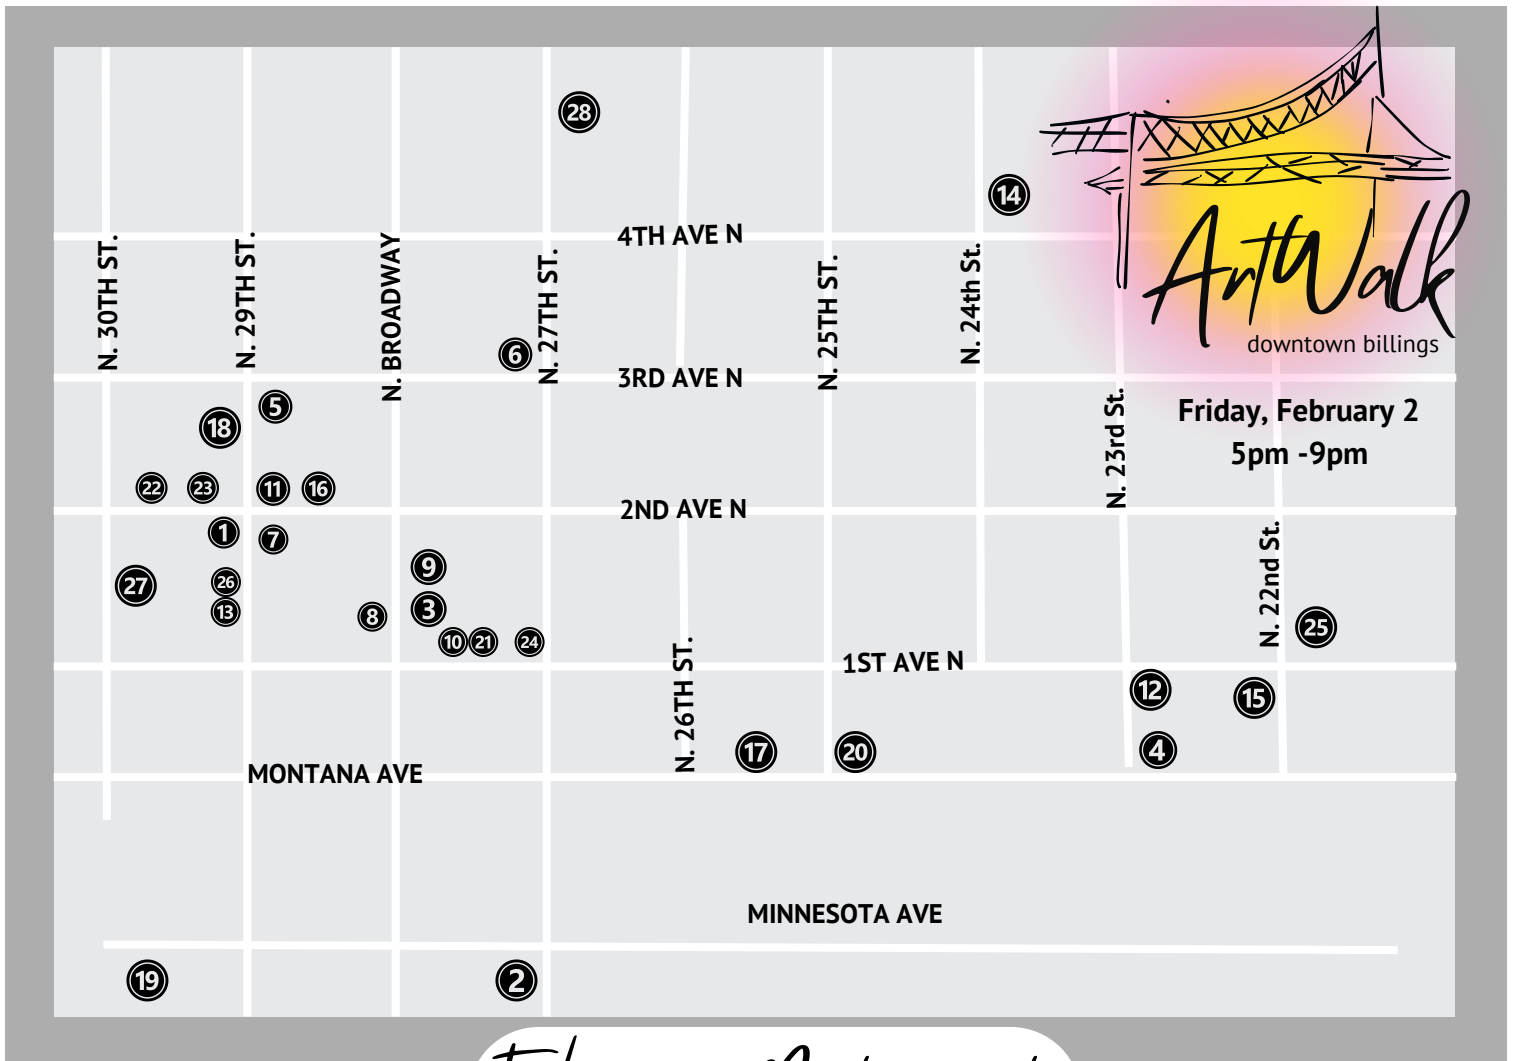 28
14
4TH AVE N
N. 30TH ST.
N. 29TH ST.
N. BROADWAY
N. 27TH ST.
N. 25TH ST.
N. 24th St.
ArtWalk
downtown billings
6
3RD AVE N
Friday, February 2
5pm -9pm
5
18
N. 23rd St.
22
23
11
16
2ND AVE N
1
7
9
27
26
13
8
3
10
21
24
N. 22nd St.
25
N. 26TH ST.
1ST AVE N
12
15
17
20
4
MONTANA AVE
MINNESOTA AVE
19
2